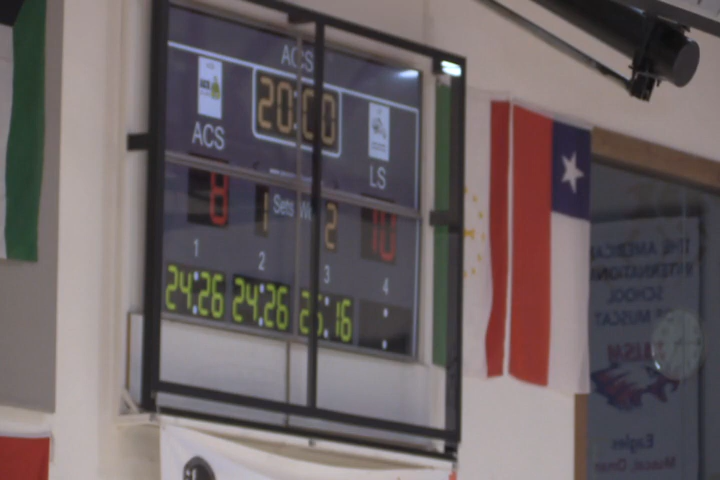 ACS
20:00
ACS
LS
8 1 Sets 2 10
1 2 3 4
24:26 24:26 25:16 :
THE AMERICAN
INTERNATIONAL
SCHOOL
OF MUSCAT
Eagles
Muscat, Oman